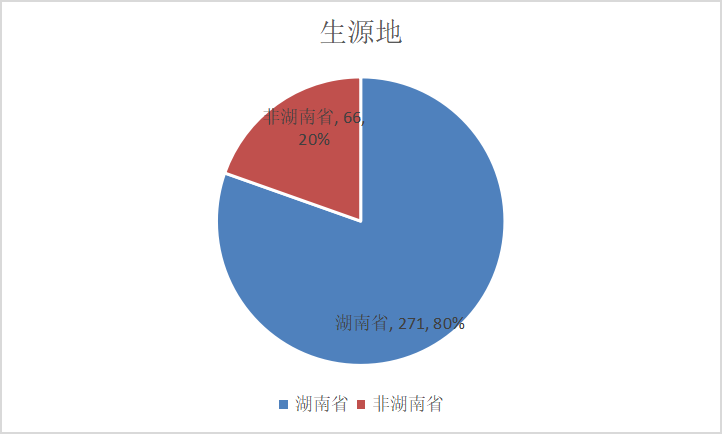 生源地
非湖南省, 66,
20%
湖南省, 271, 80%
湖南省 非湖南省